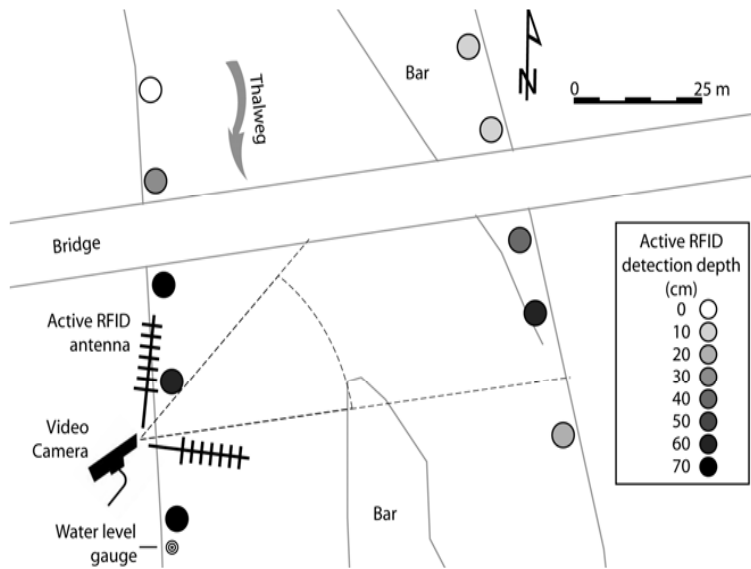 Bar
N
0 25 m
Thalweg
Bridge
Active RFID
detection depth
(cm)
0
10
20
30
40
50
60
70
Active RFID
antenna
Video
Camera
Water level
gauge
Bar